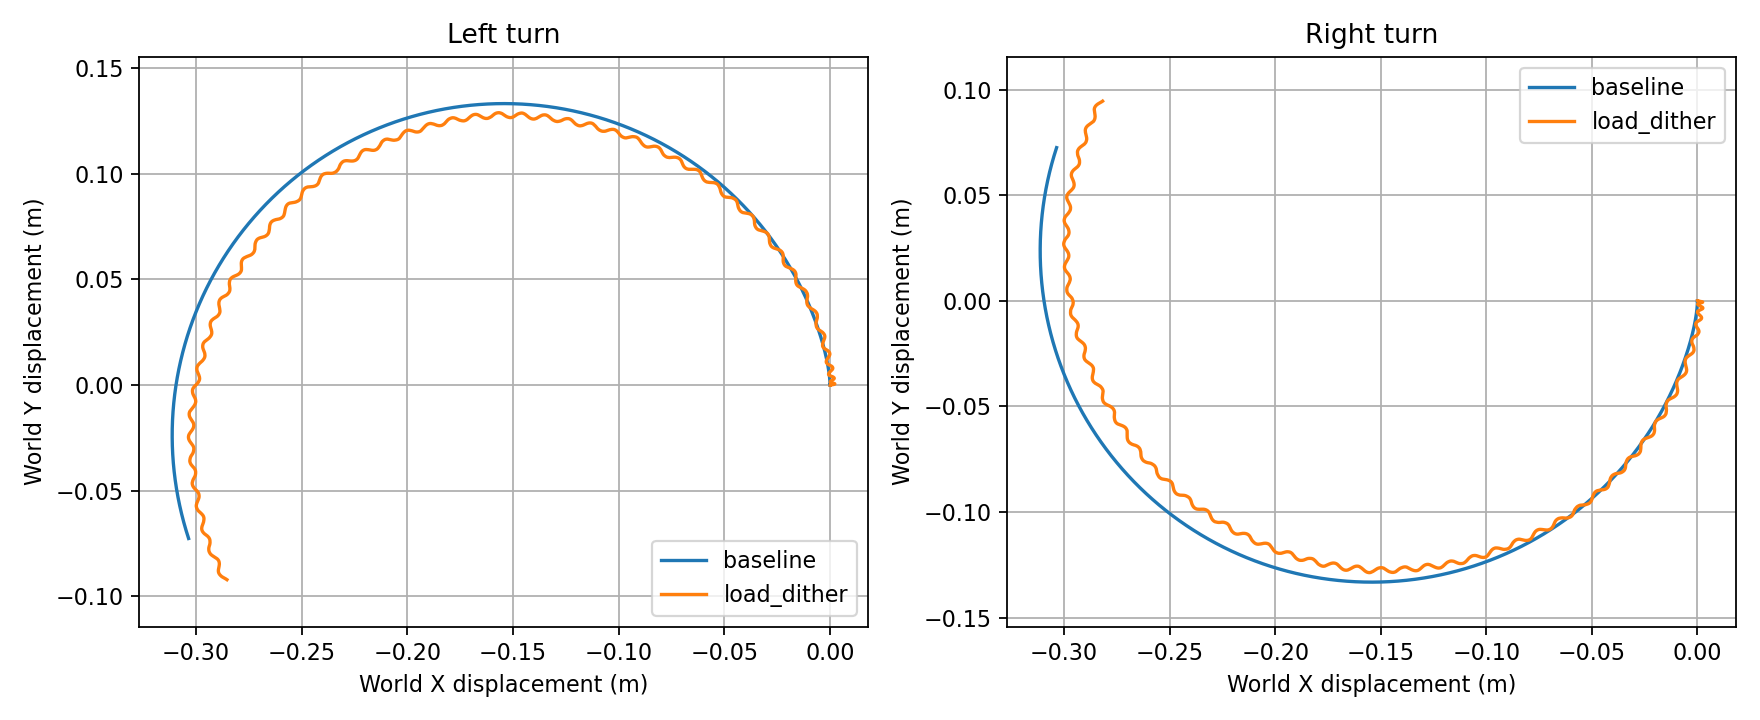 Left turn
World Y displacement (m)
0.15
0.10
0.05
0.00
−0.05
−0.10
−0.30
−0.25
−0.20
−0.15
−0.10
−0.05
0.00
World X displacement (m)
baseline
load_dither
Right turn
World Y displacement (m)
0.10
0.05
0.00
−0.05
−0.10
−0.15
−0.30
−0.25
−0.20
−0.15
−0.10
−0.05
0.00
World X displacement (m)
baseline
load_dither